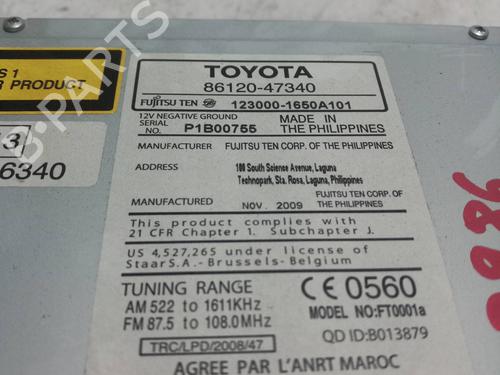 TOYOTA
86120-47340
FUJITSU TEN 123000-1650A101
12V NEGATIVE GROUND
SERIAL NO. P1B00755
MADE IN THE PHILIPPINES
MANUFACTURER FUJITSU TEN CORP. OF THE PHILIPPINES
ADDRESS 100 South Science Avenue, Laguna
Technopark, Sta. Rosa, Laguna, Philippines
MANUFACTURED NOV. 2009 FUJITSU TEN CORP. OF THE PHILIPPINES
This product complies with
21 CFR Chapter 1. Subchapter J.
US 4,527,265 under license of
StaarS.A.-Brussels-Belgium
TUNING RANGE
AM 522 to 1611KHz
FM 87.5 to 108.0MHz
CE 0560
MODEL NO:FT0001a
QD ID:B013879
TRC/LPD/2008/47
AGREE PAR L'ANRT MAROC
S 1
R PRODUCT
3
6340